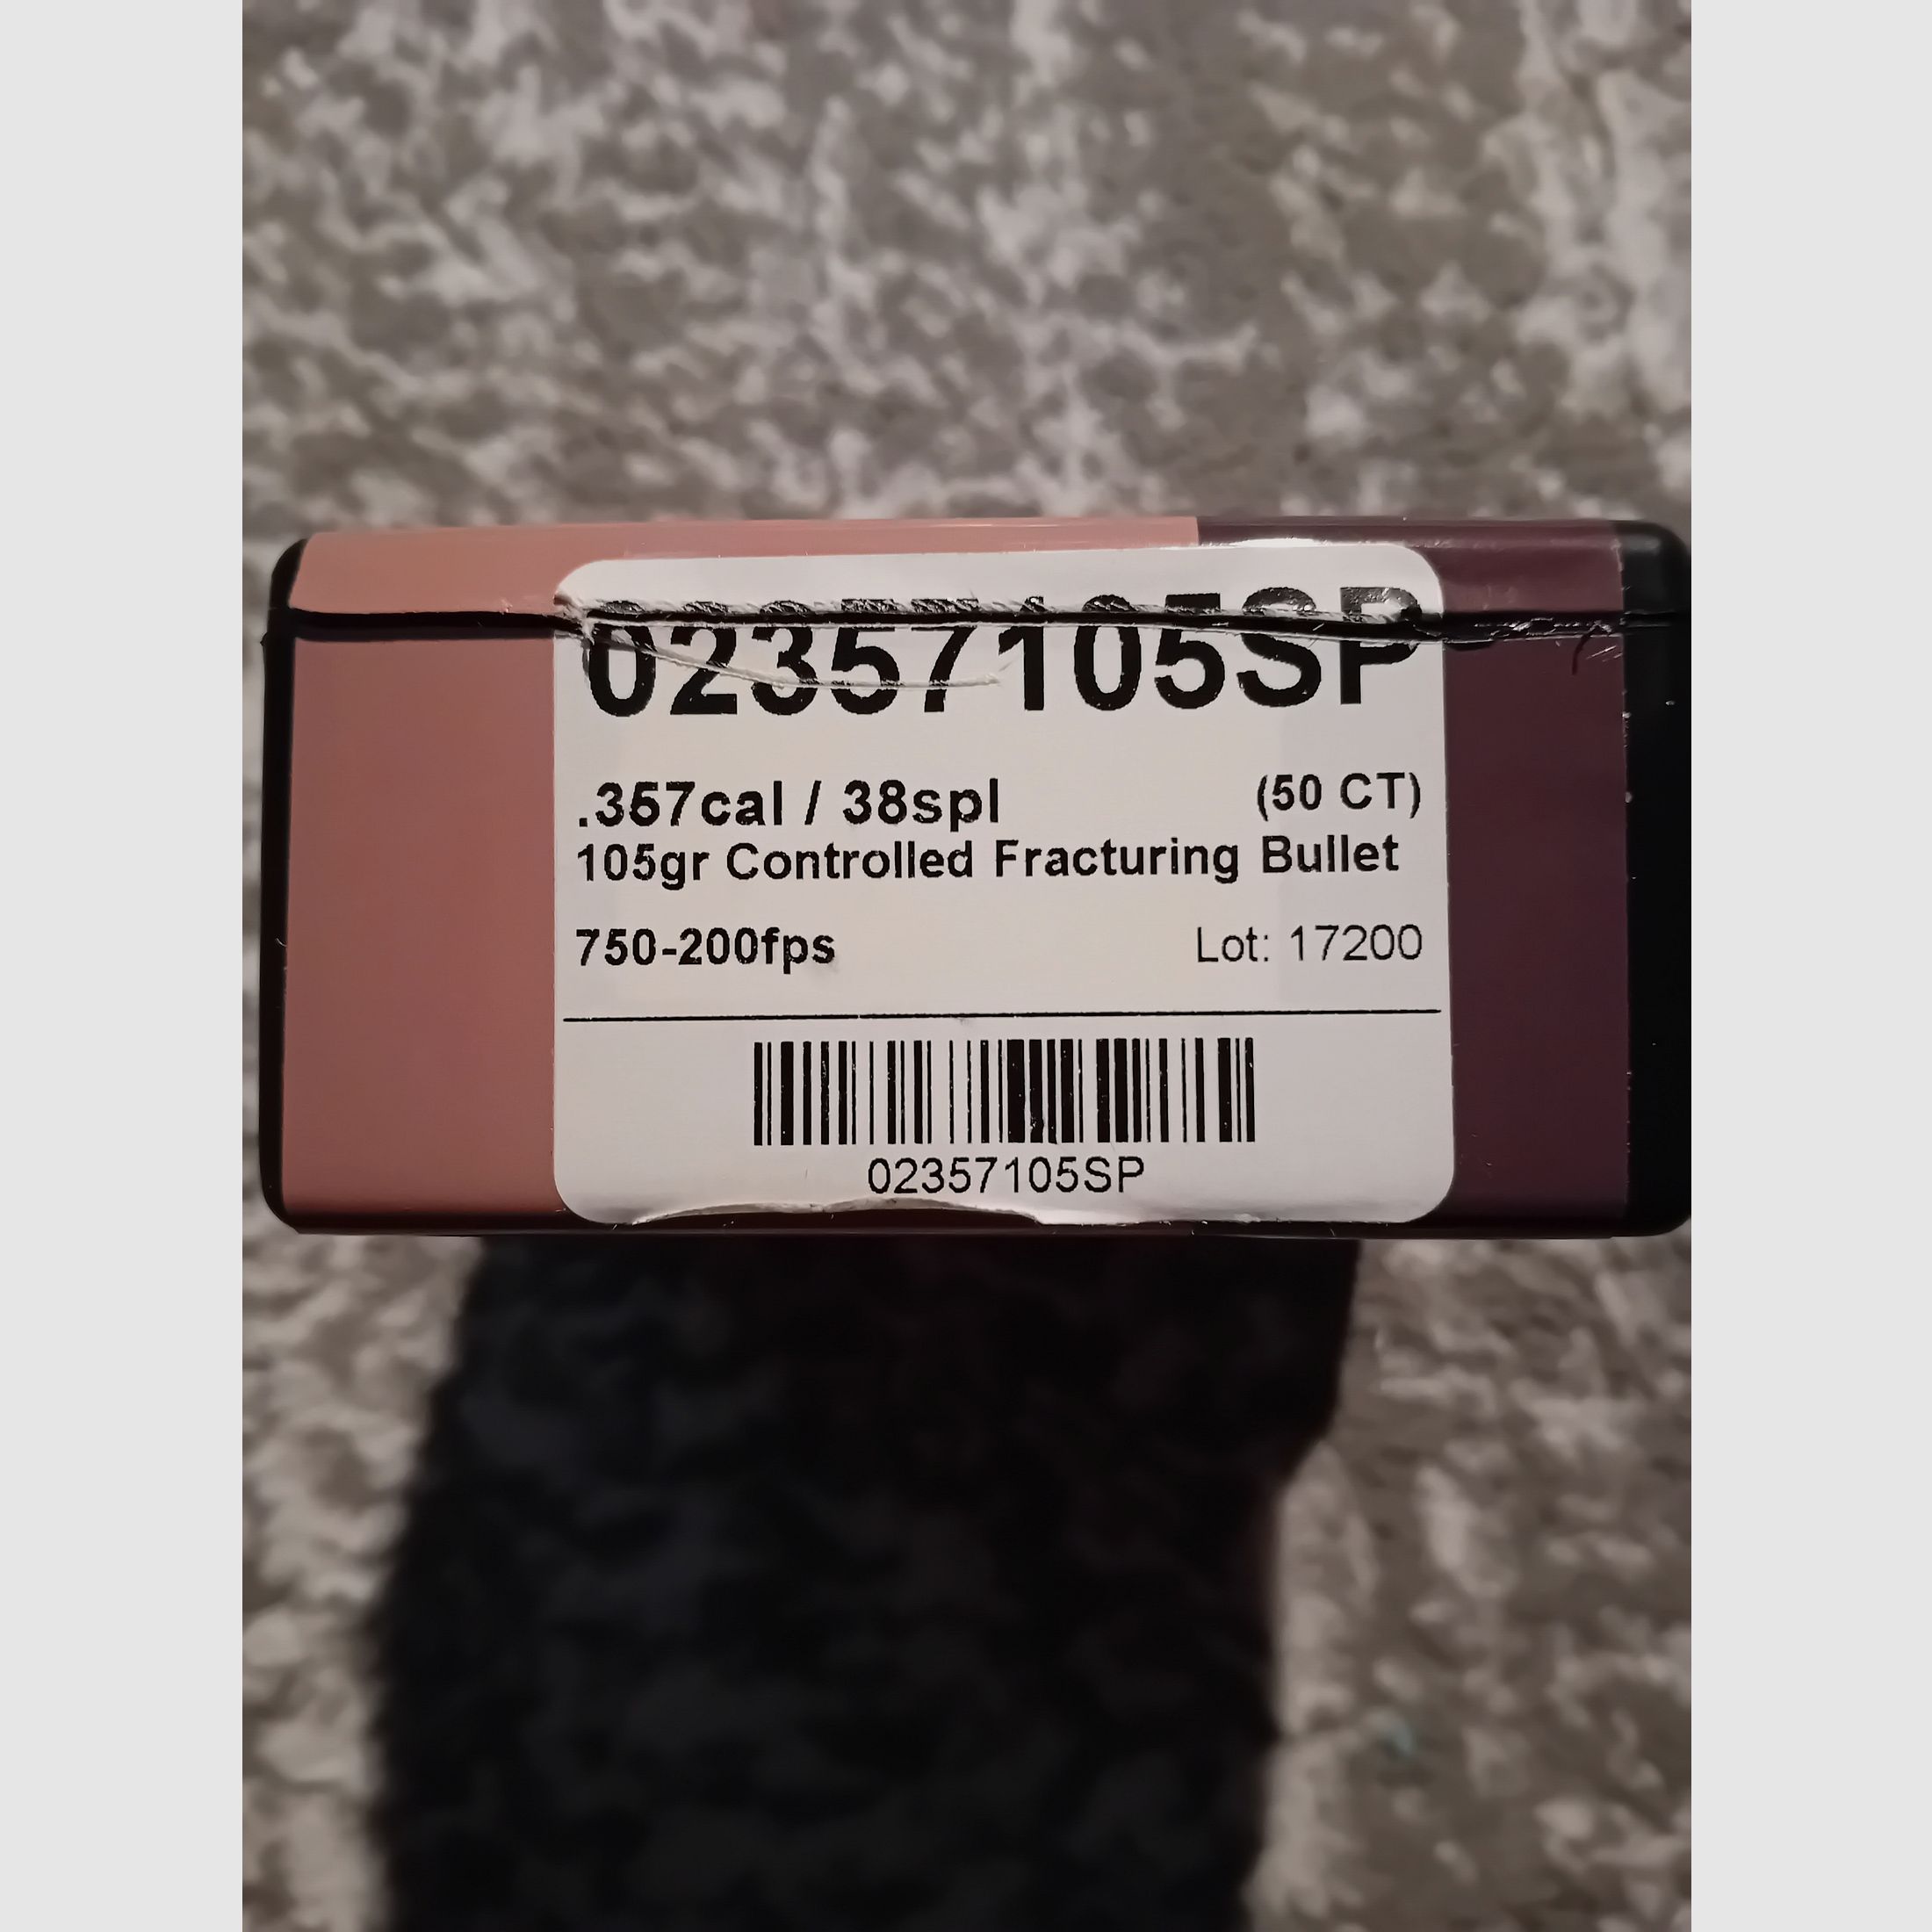 02357105SP
.357cal / 38spl (50 CT)
105gr Controlled Fracturing Bullet
750-200fps Lot: 17200
02357105SP